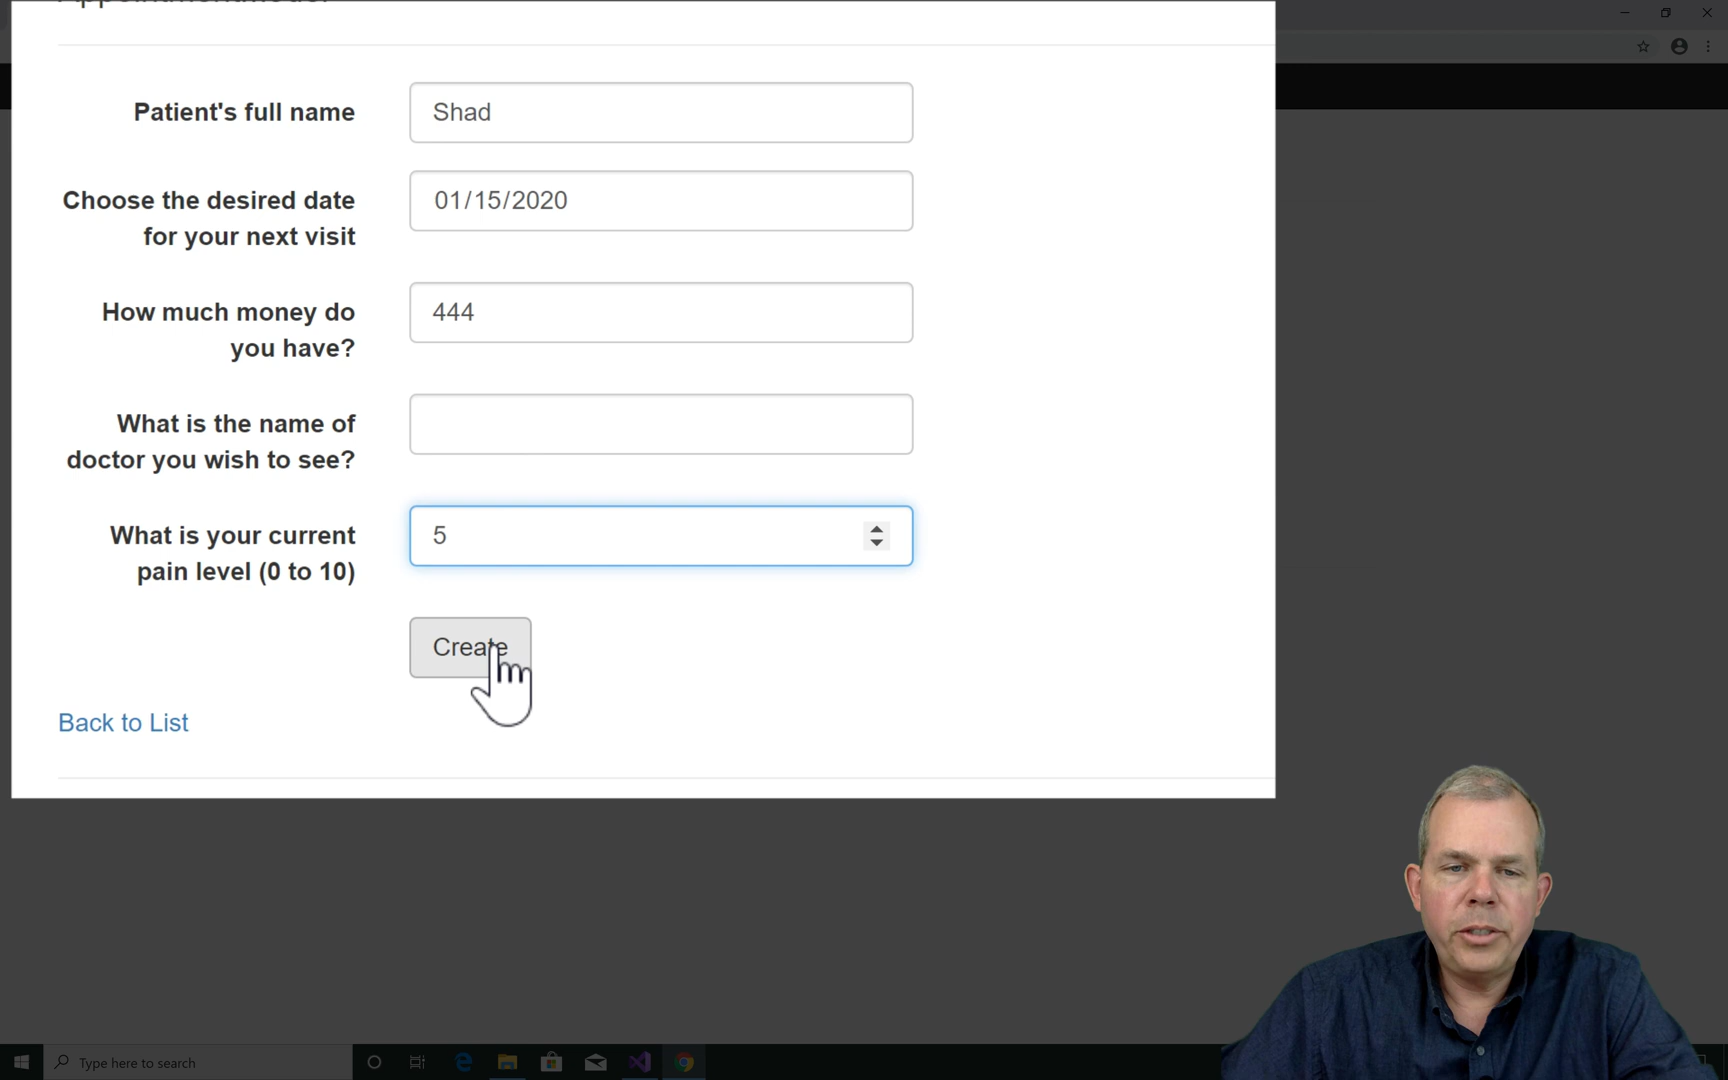 Patient's full name
Shad
Choose the desired date
for your next visit
01/15/2020
How much money do
you have?
444
What is the name of
doctor you wish to see?
What is your current
pain level (0 to 10)
5
Create
Back to List
Type here to search